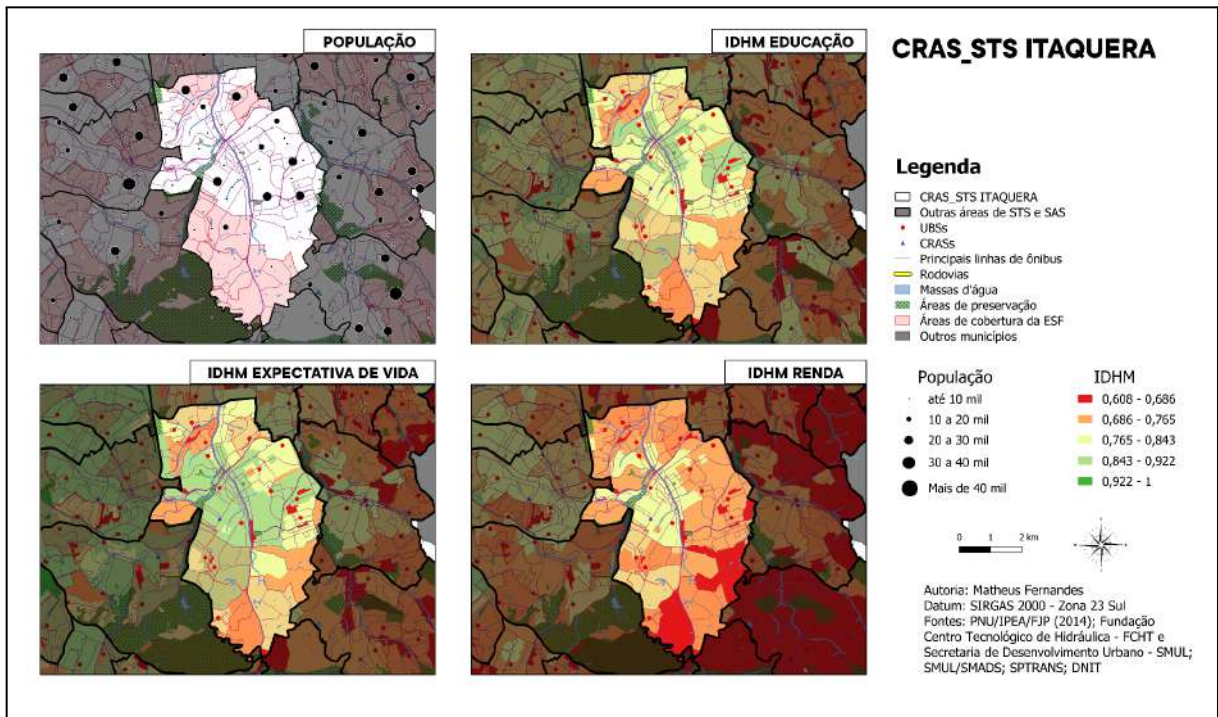 POPULAÇÃO
IDHM EDUCAÇÃO
CRAS_STS ITAQUERA
Legenda
CRAS_STS ITAQUERA
Outras áreas de STS e SAS
UBSs
CRASs
Principais linhas de ônibus
Rodovias
Massas d'água
Áreas de preservação
Áreas de cobertura da ESF
Outros municípios
IDHM EXPECTATIVA DE VIDA
IDHM RENDA
População
até 10 mil
10 a 20 mil
20 a 30 mil
30 a 40 mil
Mais de 40 mil
IDHM
0,608 - 0,686
0,686 - 0,765
0,765 - 0,843
0,843 - 0,922
0,922 - 1
0 1 2 km
Autoria: Matheus Fernandes
Datum: SIRGAS 2000 - Zona 23 Sul
Fontes: PNU/IPEA/FJP (2014); Fundação
Centro Tecnológico de Hidráulica - FCHT e
Secretaria de Desenvolvimento Urbano - SMUL;
SMUL/SMADS; SPTRANS; DNIT